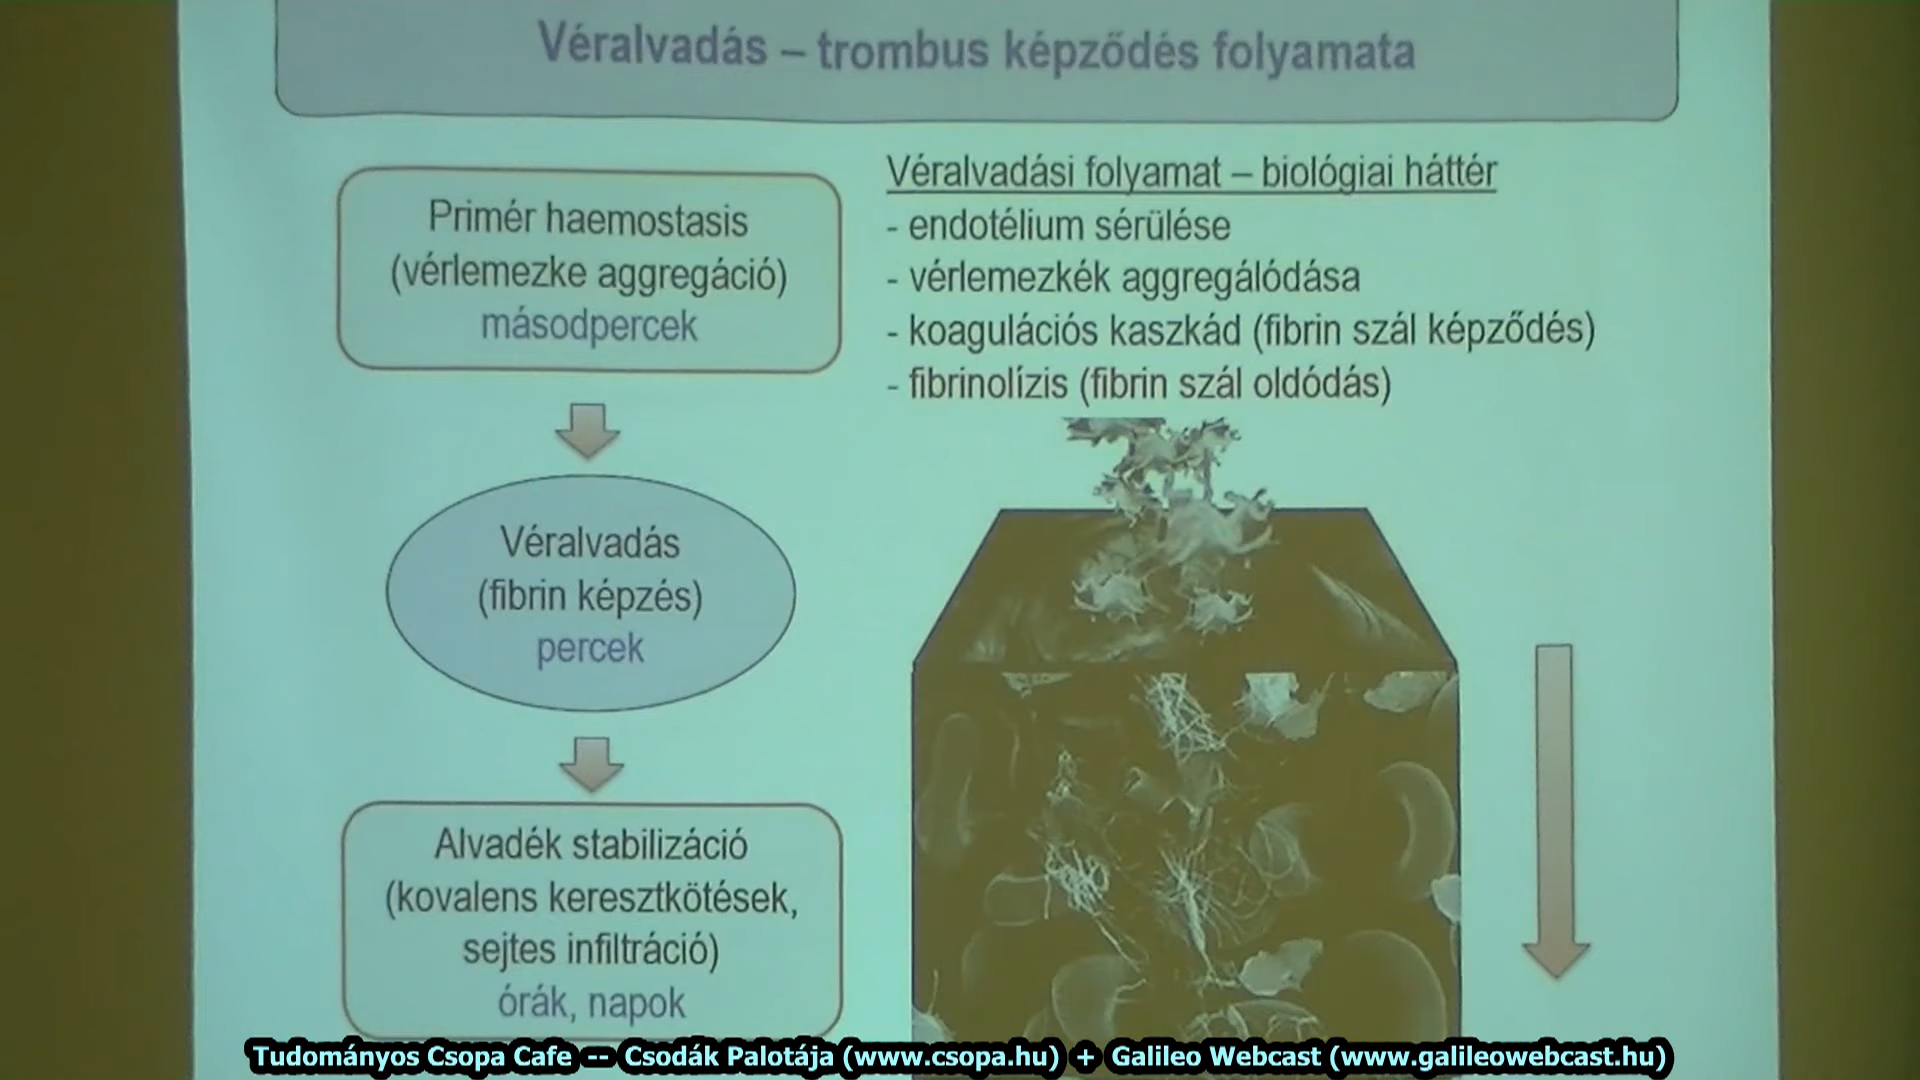 Véralvadás – trombus képződés folyamata
Primér haemostasis
(vérlemezke aggregáció)
másodpercek
Véralvadás
(fibrin képzés)
percek
Alvadék stabilizáció
(kovalens keresztkötések,
sejtes infiltráció)
órák, napok
Véralvadási folyamat – biológiai háttér
- endotélium sérülése
- vérlemezkék aggregálódása
- koagulációs kaszkád (fibrin szál képződés)
- fibrinolízis (fibrin szál oldódás)
Tudományos Csopa Cafe -- Csodák Palotája (www.csopa.hu) + Galileo Webcast (www.galileowebcast.hu)